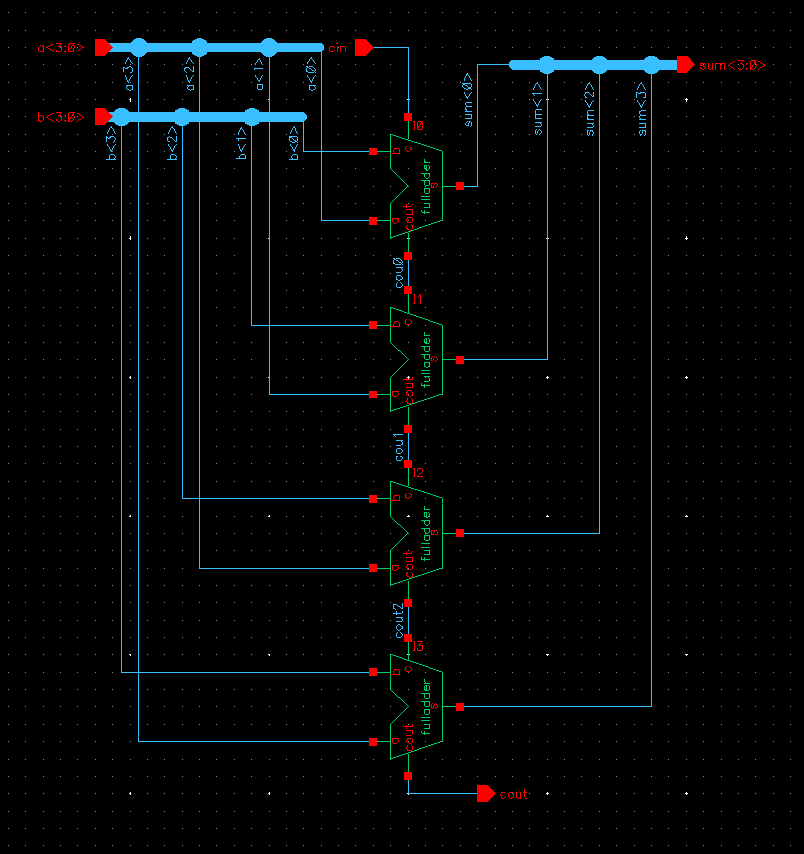 a<3:0>
cin
sum<3:0>
a<3>
a<2>
a<1>
a<0>
sum<0>
sum<1>
sum<2>
sum<3>
b<3:0>
b<3>
b<2>
b<1>
b<0>
I0
c
b
fulladder
s
a
cout
cou0
I1
c
b
fulladder
s
a
cout
cou1
I2
c
b
fulladder
s
a
cout
cout2
I3
c
b
fulladder
s
a
cout
cout